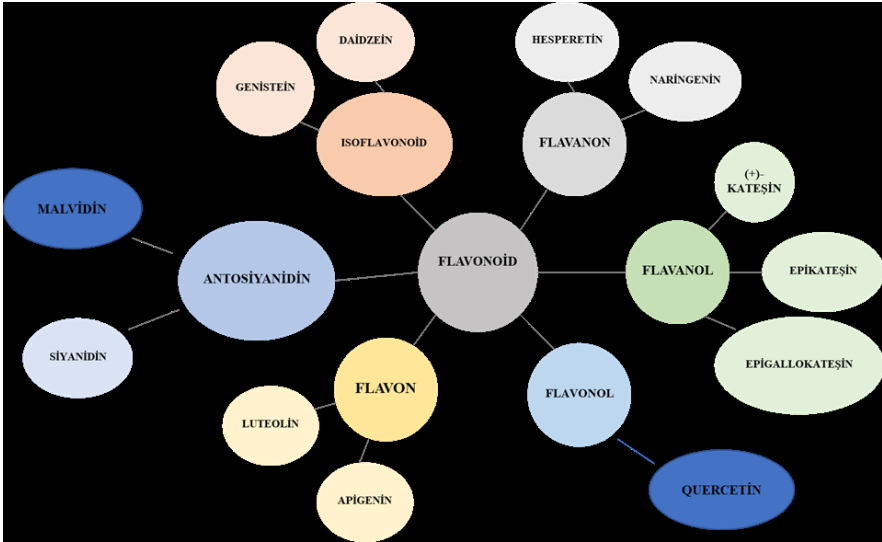 DAİDZEİN
HESPERETİN
GENİSTEİN
NARİNGENİN
ISOFLAVONOİD
FLAVANON
(+)-
KATEŞİN
MALVİDİN
ANTOSİYANİDİN
FLAVONOİD
FLAVANOL
EPİKATEŞİN
SİYANİDİN
EPİGALLOKATEŞİN
FLAVON
FLAVONOL
LUTEOLİN
QUERCETİN
APİGENİN